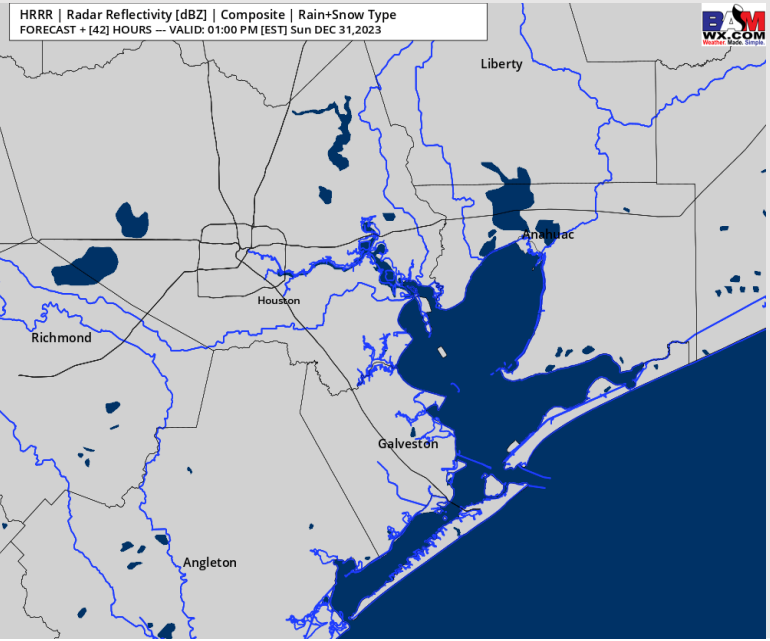 HRRR | Radar Reflectivity [dBZ] | Composite | Rain+Snow Type
FORECAST + [42] HOURS --- VALID: 01:00 PM [EST] Sun DEC 31,2023
BAM
WX.COM
Weather. Made. Simple.
Liberty
Anahuac
Houston
Richmond
Galveston
Angleton